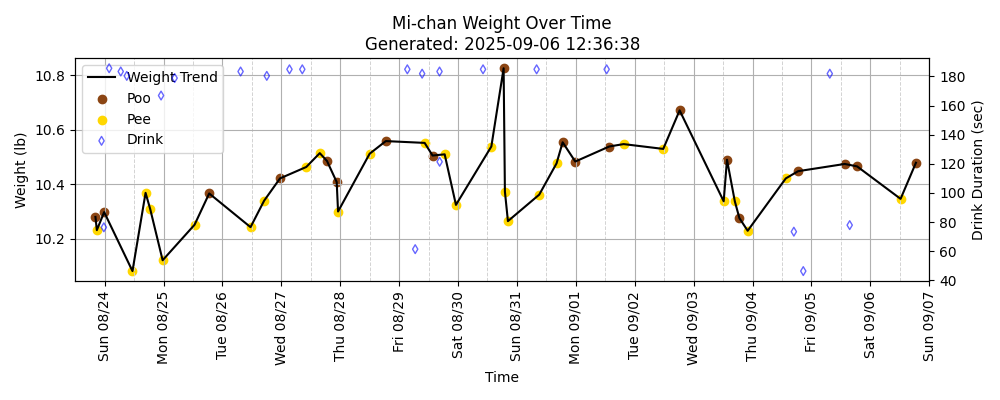 Mi-chan Weight Over Time
Generated: 2025-09-06 12:36:38
Weight (lb)
10.8
10.6
10.4
10.2
Weight Trend
Poo
Pee
Drink
180
160
140
120
100
80
60
40
Drink Duration (sec)
Sun 08/24
Mon 08/25
Tue 08/26
Wed 08/27
Thu 08/28
Fri 08/29
Sat 08/30
Sun 08/31
Mon 09/01
Tue 09/02
Wed 09/03
Thu 09/04
Fri 09/05
Sat 09/06
Sun 09/07
Time